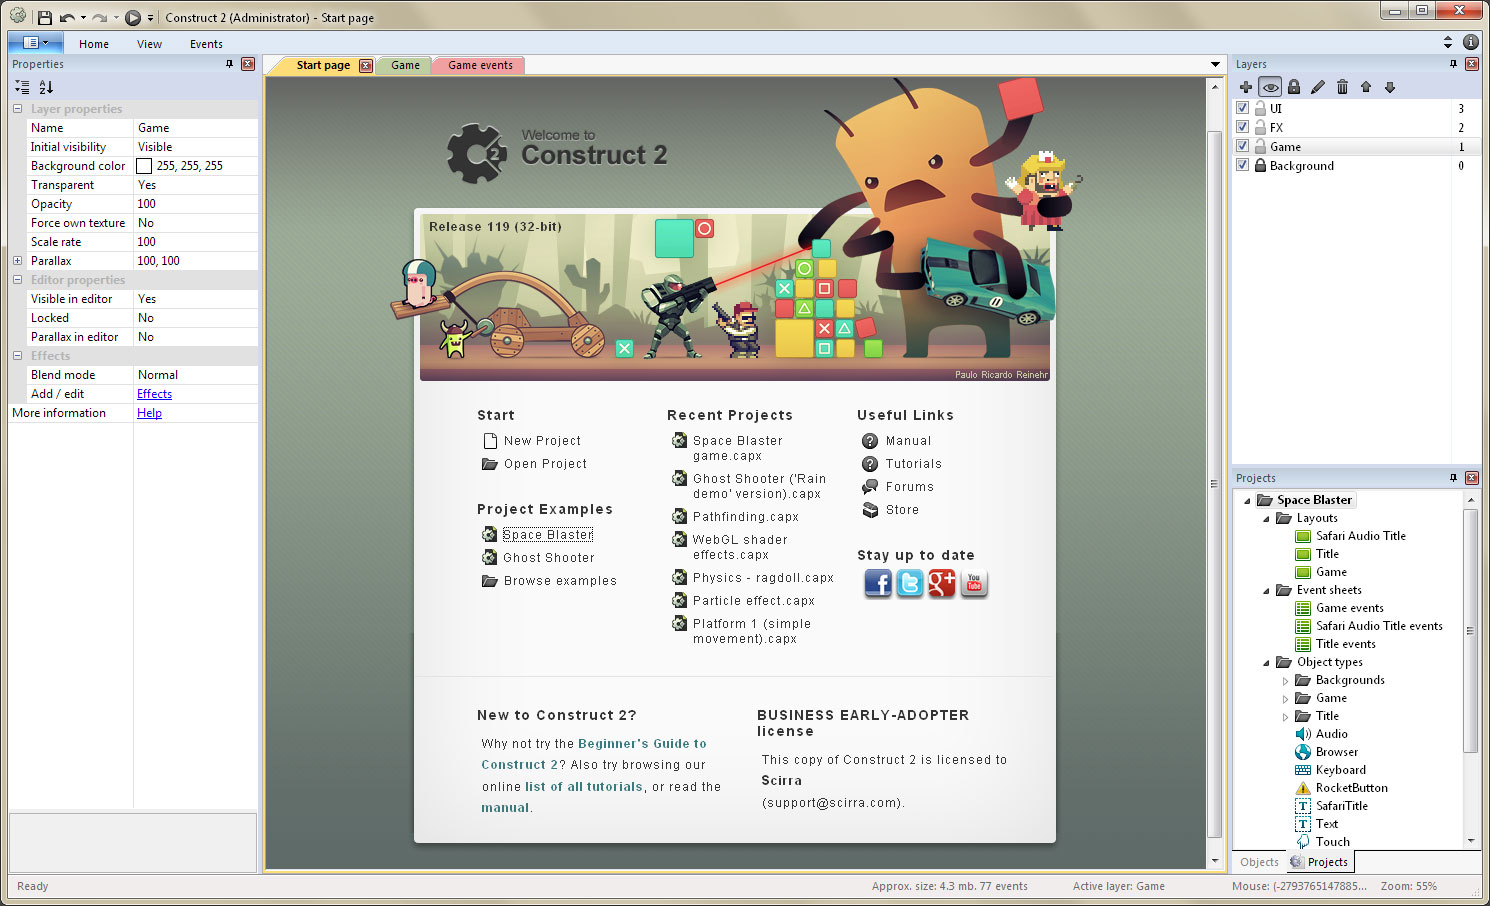 Construct 2 (Administrator) - Start page
Home View Events
Properties
Layer properties
Name Game
Initial visibility Visible
Background color 255, 255, 255
Transparent Yes
Opacity 100
Force own texture No
Scale rate 100
Parallax 100, 100
Editor properties
Visible in editor Yes
Locked No
Parallax in editor No
Effects
Blend mode Normal
Add / edit Effects
More information Help
Start page Game Game events
Welcome to
Construct 2
2
Release 119 (32-bit)
11
Paulo Ricardo Reinehr
Start
New Project
Open Project
Project Examples
Space Blaster
Ghost Shooter
Browse examples
Recent Projects
Space Blaster
game.capx
Ghost Shooter ('Rain
demo' version).capx
Pathfinding.capx
WebGL shader
effects.capx
Physics - ragdoll.capx
Particle effect.capx
Platform 1 (simple
movement).capx
Useful Links
Manual
Tutorials
Forums
Store
Stay up to date
You
Tube
New to Construct 2?
Why not try the Beginner's Guide to
Construct 2? Also try browsing our
online list of all tutorials, or read the
manual.
BUSINESS EARLY-ADOPTER
license
This copy of Construct 2 is licensed to
Scirra
(support@scirra.com).
Layers
UI 3
FX 2
Game 1
Background 0
Projects
Space Blaster
Layouts
Safari Audio Title
Title
Game
Event sheets
Game events
Safari Audio Title events
Title events
Object types
Backgrounds
Game
Title
Audio
Browser
Keyboard
RocketButton
SafariTitle
Text
Touch
Objects Projects
Ready
Approx. size: 4.3 mb. 77 events
Active layer: Game
Mouse: (-2793765147885...
Zoom: 55%